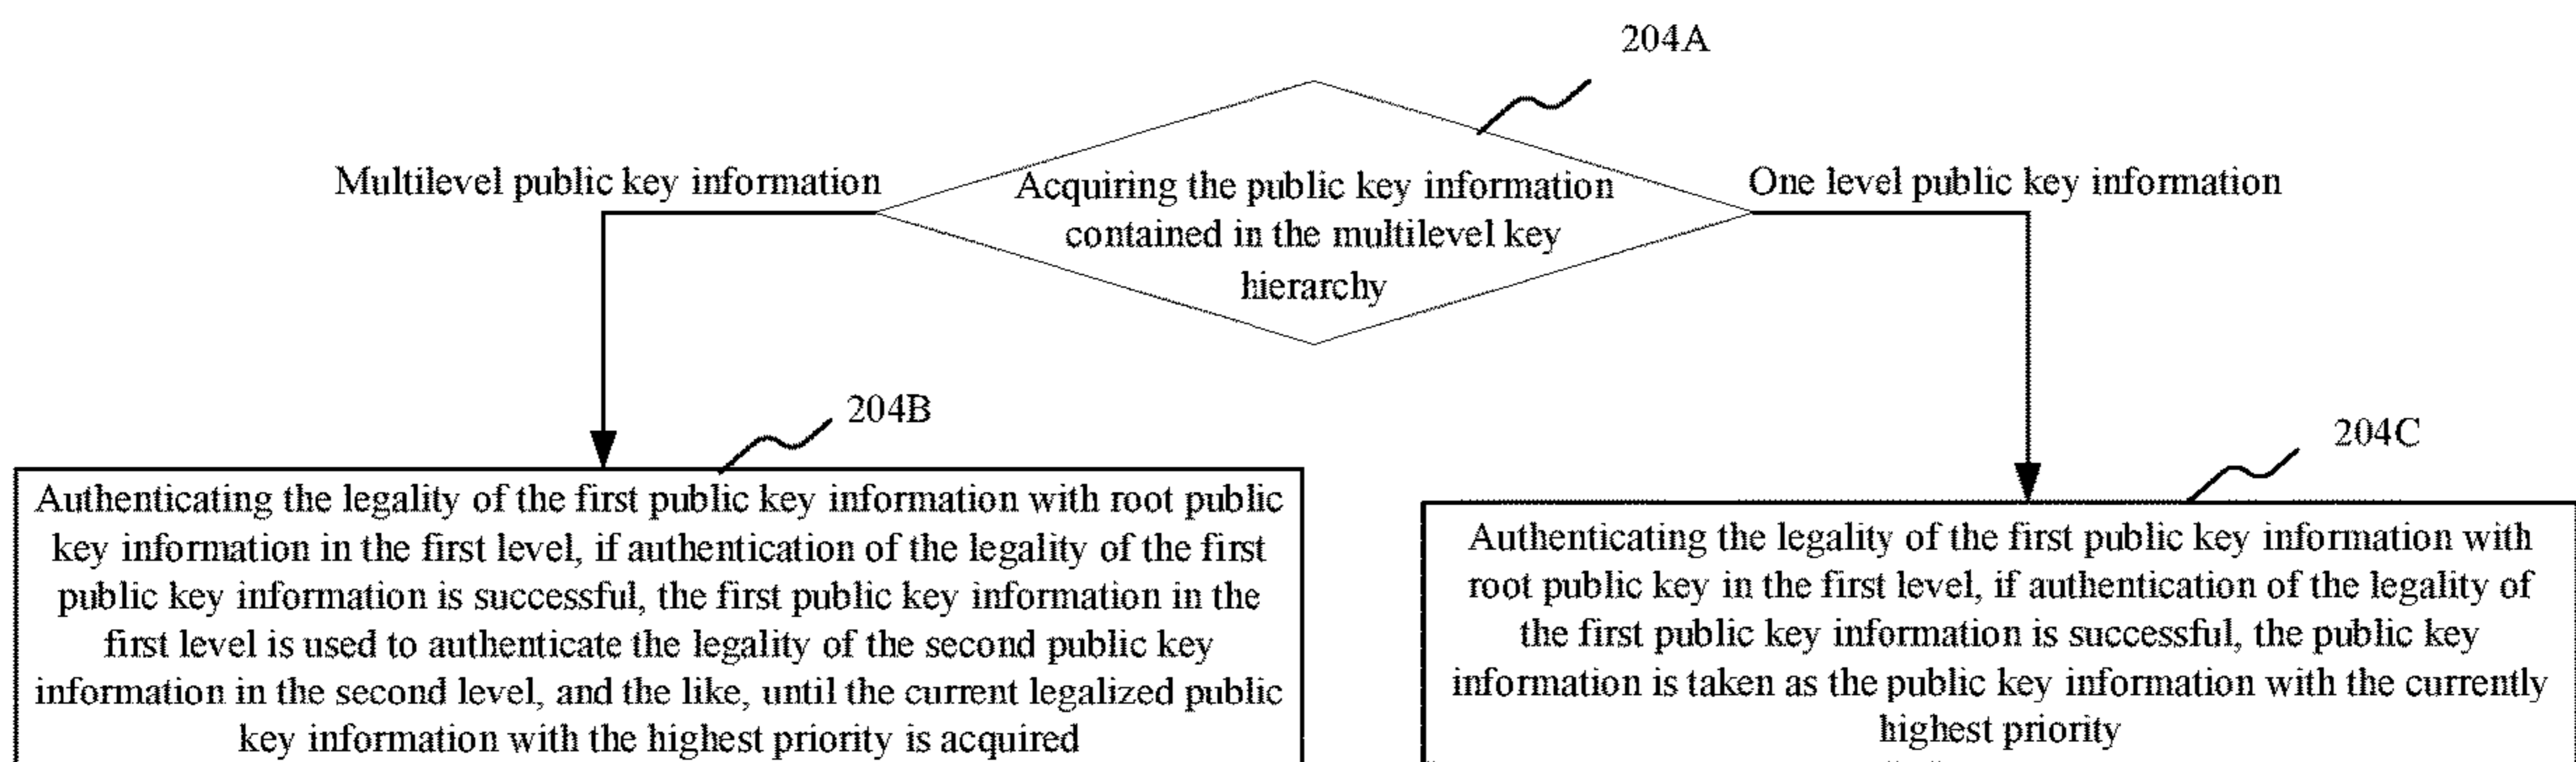 204A
Multilevel public key information
Acquiring the public key information
contained in the multilevel key
hierarchy
One level public key information
204B
Authenticating the legality of the first public key information with root public
key information in the first level, if authentication of the legality of the first
public key information is successful, the first public key information in the
first level is used to authenticate the legality of the second public key
information in the second level, and the like, until the current legalized public
key information with the highest priority is acquired
204C
Authenticating the legality of the first public key information with
root public key in the first level, if authentication of the legality of
the first public key information is successful, the public key
information is taken as the public key information with the currently
highest priority